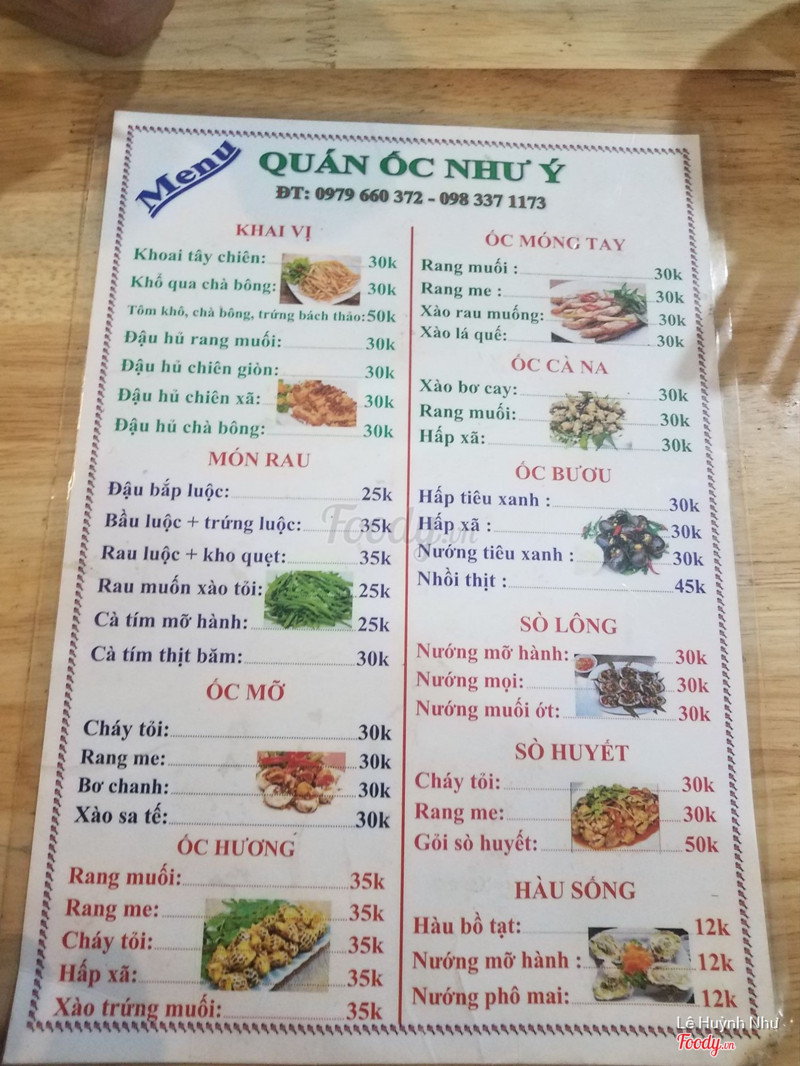 Menu
QUÁN ỐC NHƯ Ý
ĐT: 0979 660 372 - 098 337 1173
KHAI VỊ
Khoai tây chiên: 30k
Khổ qua chà bông: 30k
Tôm khô, chà bông, trứng bách thảo: 50k
Đậu hủ rang muối: 30k
Đậu hủ chiên giòn: 30k
Đậu hủ chiên xã: 30k
Đậu hủ chà bông: 30k
MÓN RAU
Đậu bắp luộc: 25k
Bầu luộc + trứng luộc: 35k
Rau luộc + kho quẹt: 35k
Rau muốn xào tỏi: 25k
Cà tím mỡ hành: 25k
Cà tím thịt băm: 30k
ỐC MỠ
Cháy tỏi: 30k
Rang me: 30k
Bơ chanh: 30k
Xào sa tế: 30k
ỐC HƯƠNG
Rang muối: 35k
Rang me: 35k
Cháy tỏi: 35k
Hấp xã: 35k
Xào trứng muối: 35k
ỐC MÓNG TAY
Rang muối : 30k
Rang me : 30k
Xào rau muống: 30k
Xào lá quế: 30k
ỐC CÀ NA
Xào bơ cay: 30k
Rang muối: 30k
Hấp xã: 30k
ỐC BƯƠU
Hấp tiêu xanh : 30k
Hấp xã : 30k
Nướng tiêu xanh : 30k
Nhồi thịt : 45k
SÒ LÔNG
Nướng mỡ hành: 30k
Nướng mọi: 30k
Nướng muối ớt: 30k
SÒ HUYẾT
Cháy tỏi: 30k
Rang me: 30k
Gỏi sò huyết: 50k
HÀU SỐNG
Hàu bồ tạt: 12k
Nướng mỡ hành : 12k
Nướng phô mai: 12k
Foody.vn
Lê Huỳnh Như
Foody.vn